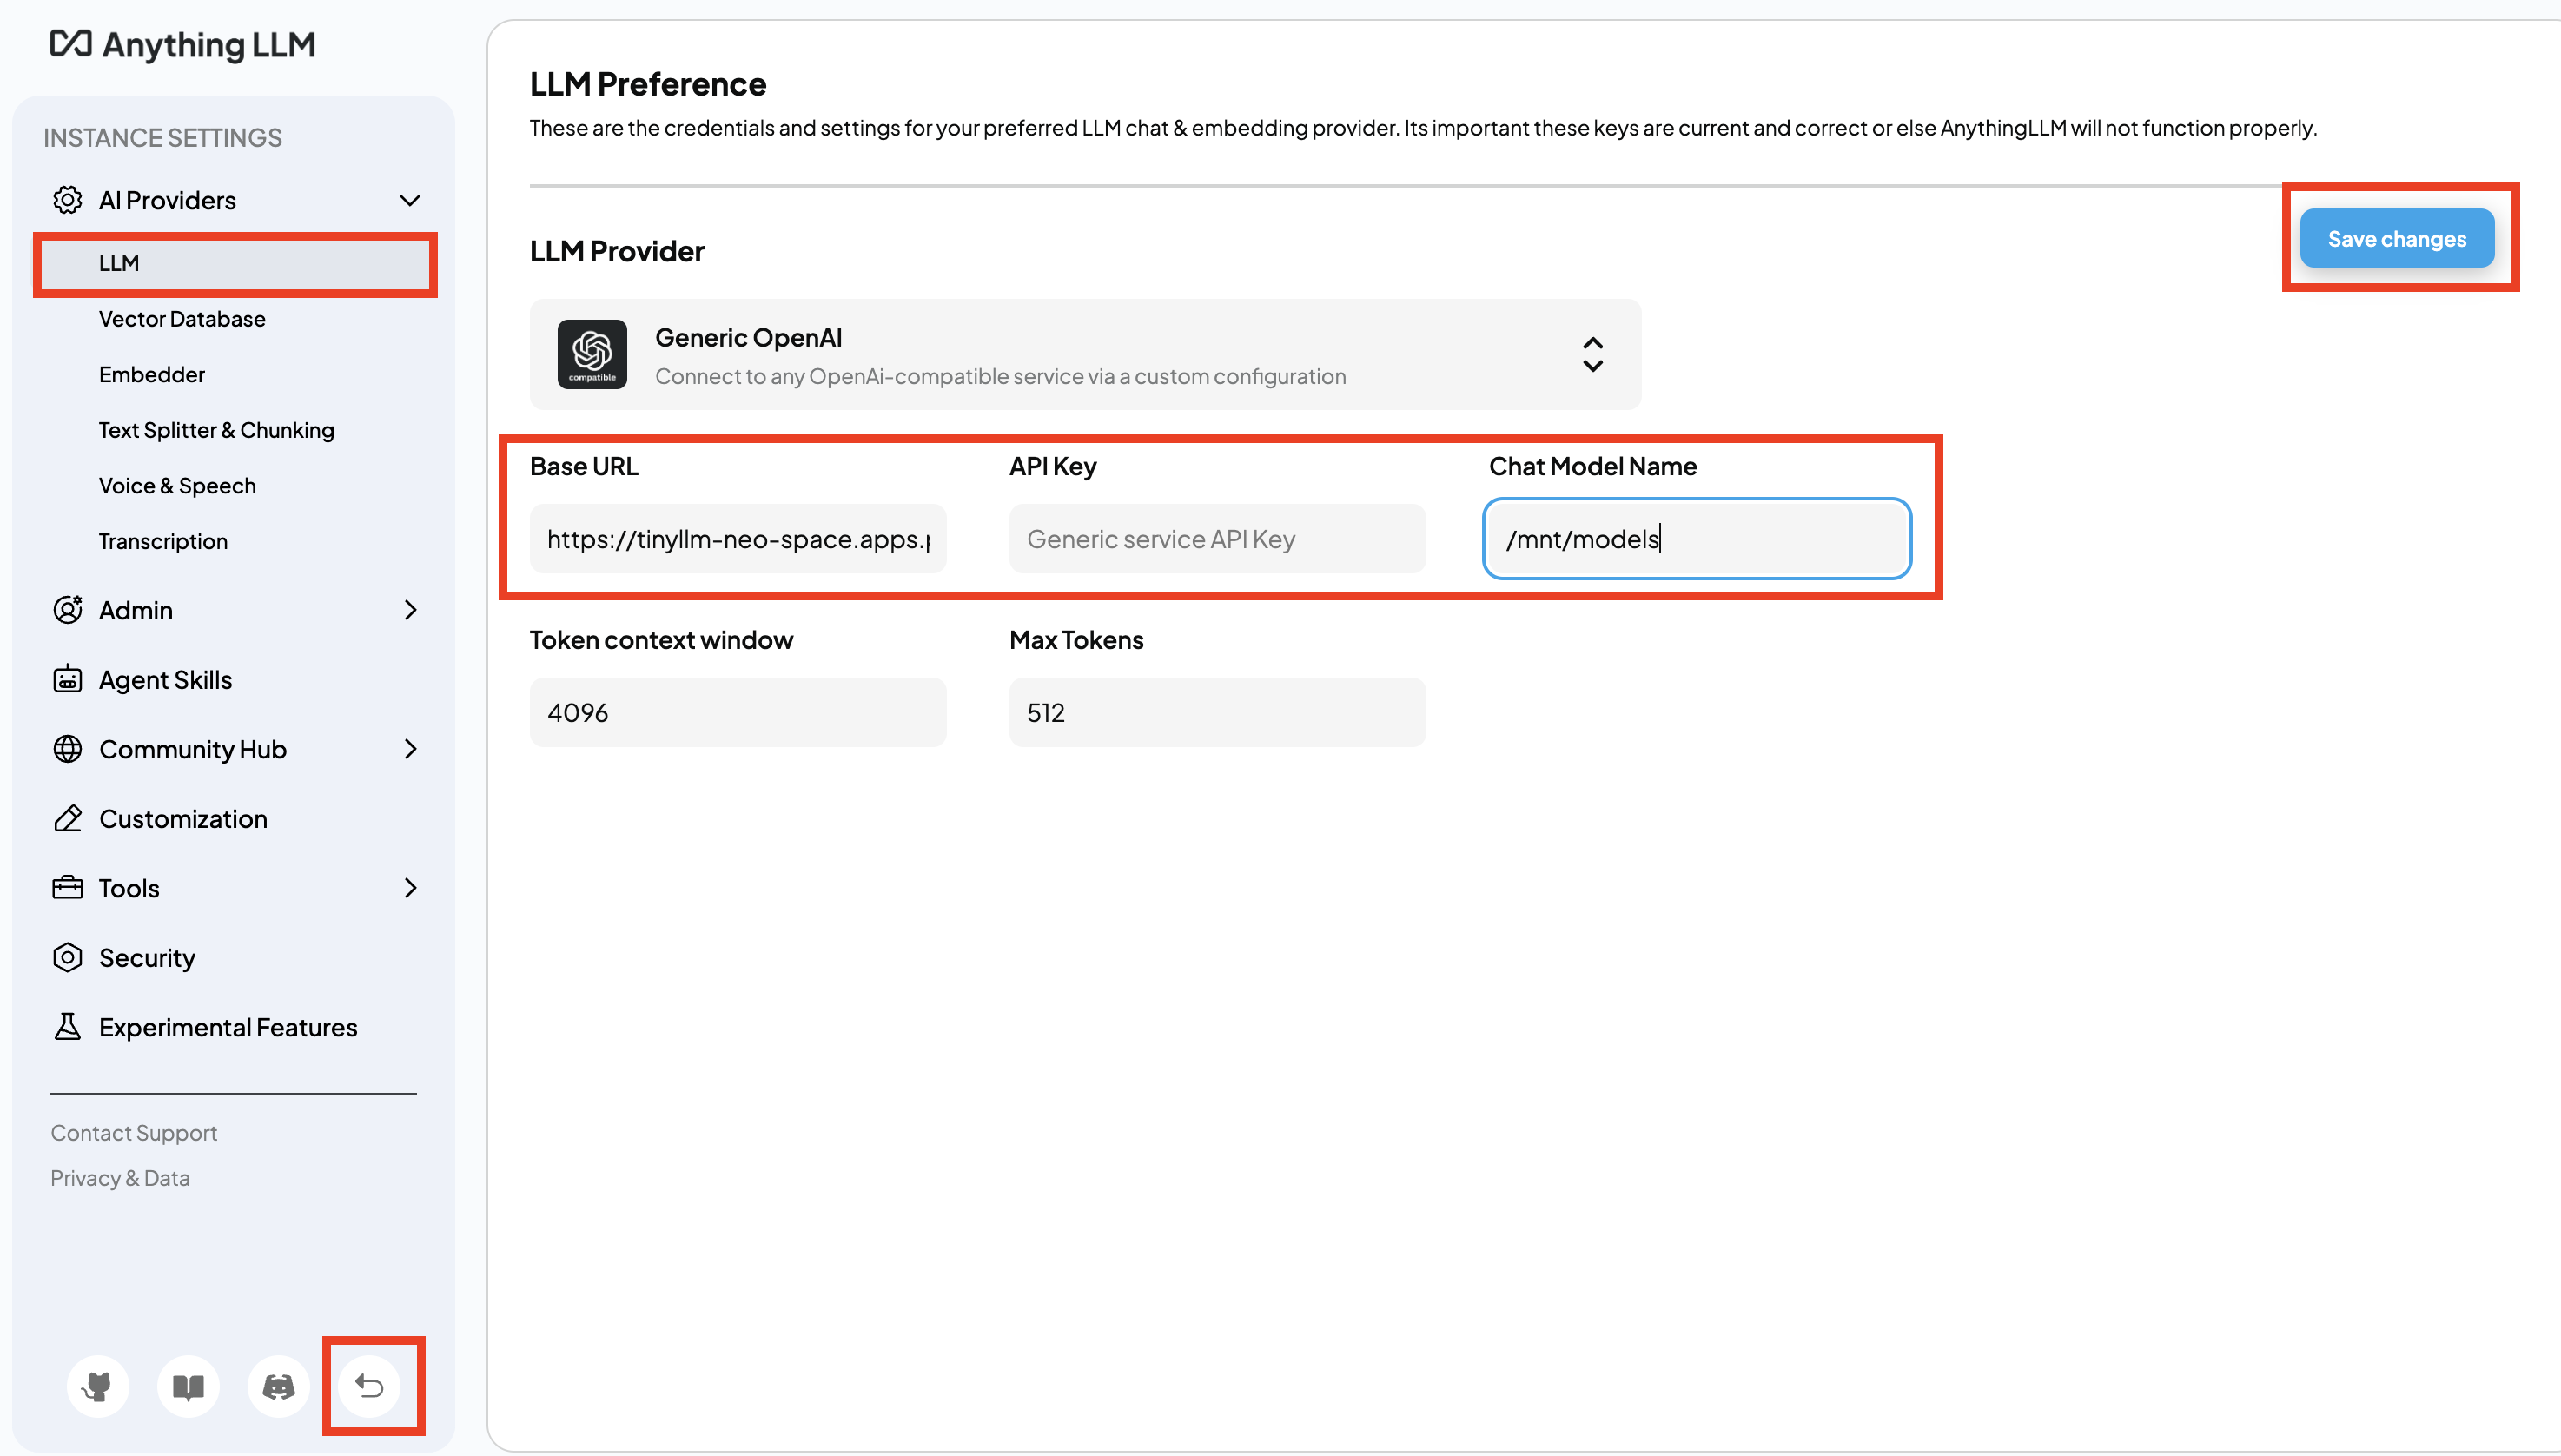 Anything LLM
INSTANCE SETTINGS
AI Providers
LLM
Vector Database
Embedder
Text Splitter & Chunking
Voice & Speech
Transcription
Admin
Agent Skills
Community Hub
Customization
Tools
Security
Experimental Features
Contact Support
Privacy & Data
LLM Preference
These are the credentials and settings for your preferred LLM chat & embedding provider. Its important these keys are current and correct or else AnythingLLM will not function properly.
Save changes
LLM Provider
compatible
Generic OpenAI
Connect to any OpenAi-compatible service via a custom configuration
Base URL
https://tinyllm-neo-space.apps.
API Key
Generic service API Key
Chat Model Name
/mnt/models
Token context window
4096
Max Tokens
512